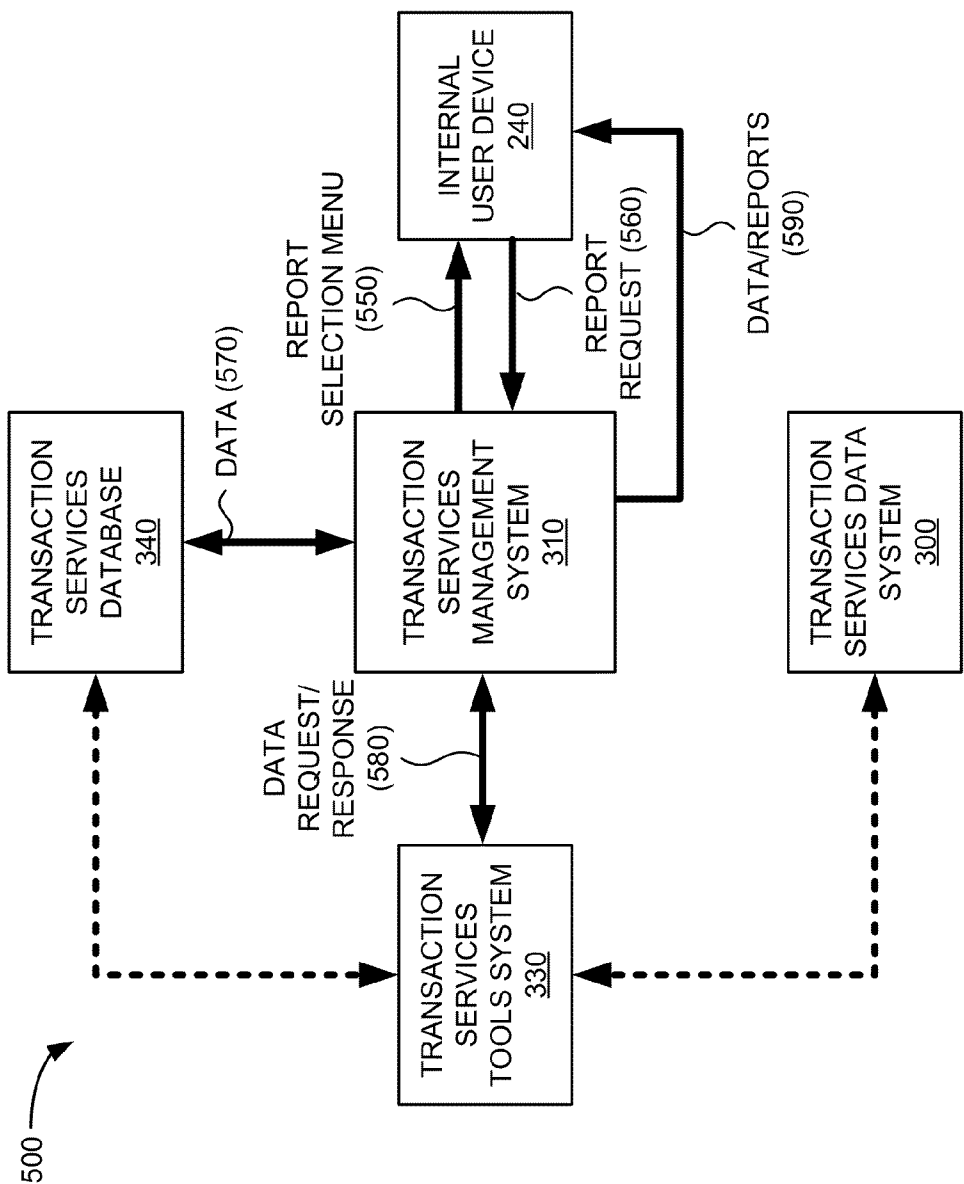 500
TRANSACTION
SERVICES
DATABASE
340
DATA (570)
TRANSACTION
SERVICES
TOOLS SYSTEM
330
DATA
REQUEST/
RESPONSE
(580)
TRANSACTION
SERVICES
MANAGEMENT
SYSTEM
310
REPORT
SELECTION MENU
(550)
INTERNAL
USER DEVICE
240
REPORT
REQUEST (560)
DATA/REPORTS
(590)
TRANSACTION
SERVICES DATA
SYSTEM
300